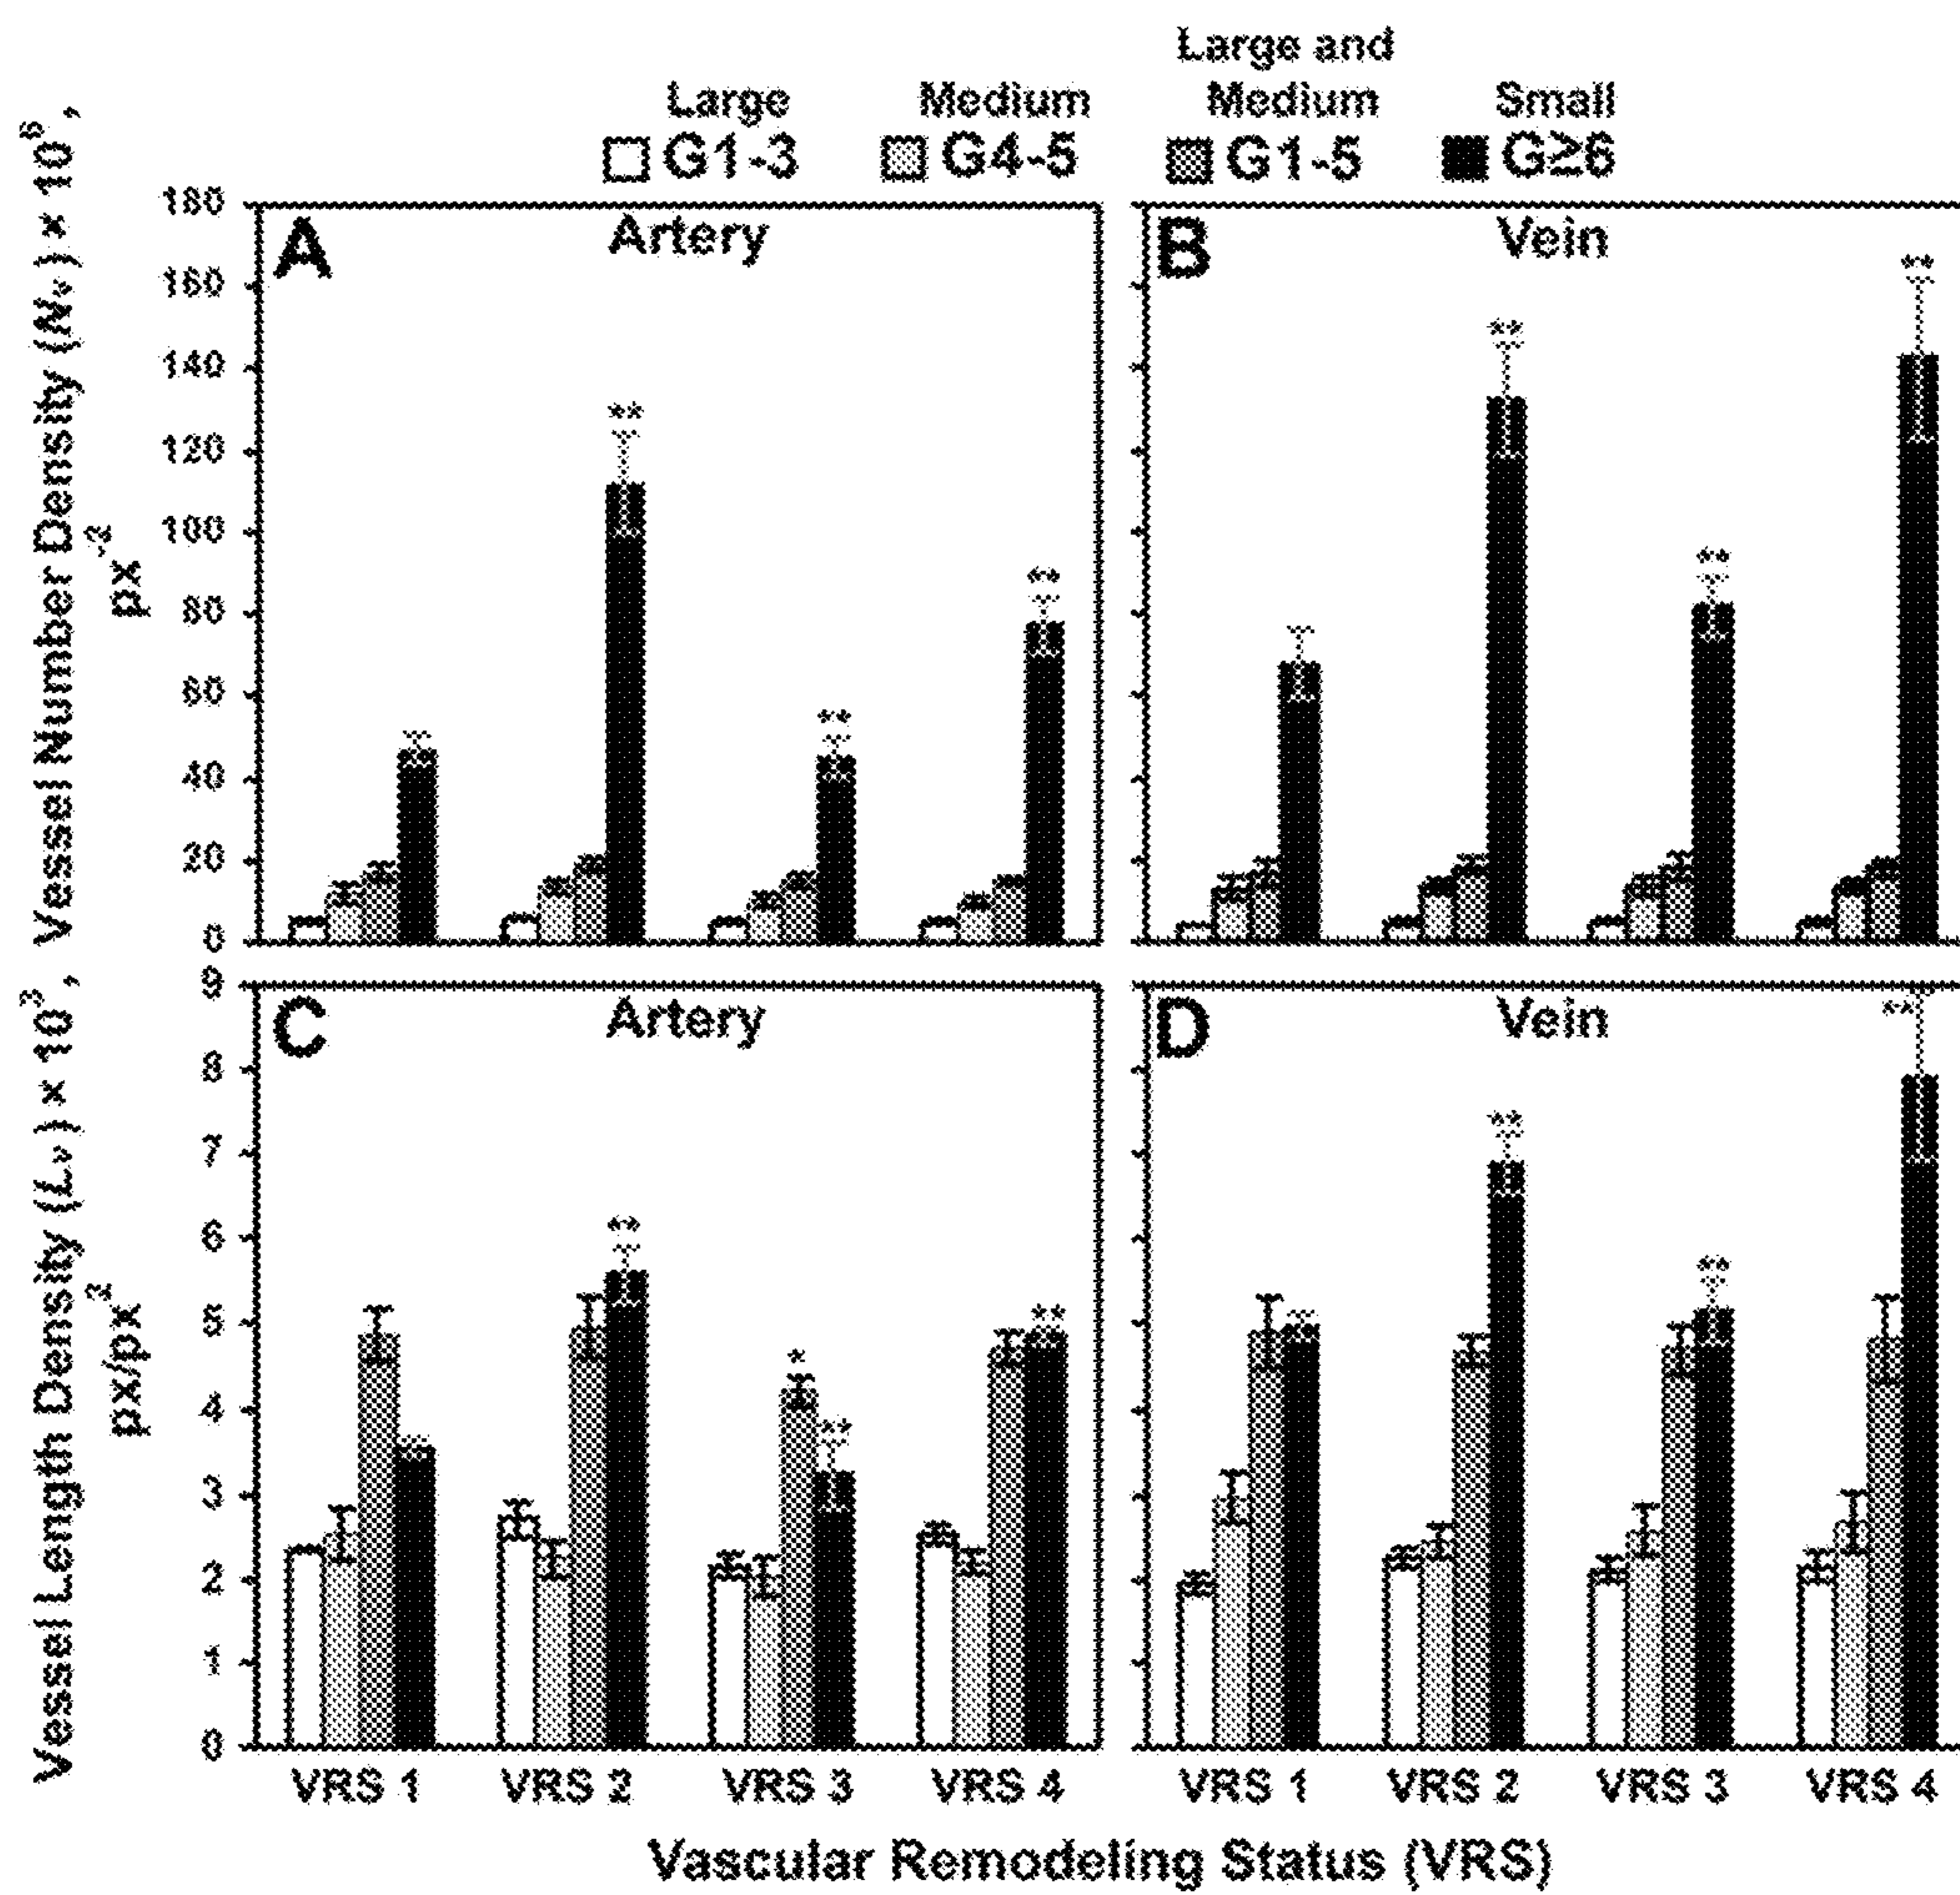 Large Medium Large and Medium Small
G1-3 G4-5 G1-5 G≥6
Vessel Number Density (Nᵥ) × 10⁶,
px⁻²
180
160
140
120
100
80
60
40
20
0
A Artery
**
**
**
B Vein
**
**
**
Vessel Length Density (Lᵥ) × 10³,
px/px²
9
8
7
6
5
4
3
2
1
0
C Artery
**
*
**
**
D Vein
**
**
**
VRS 1 VRS 2 VRS 3 VRS 4 VRS 1 VRS 2 VRS 3 VRS 4
Vascular Remodeling Status (VRS)